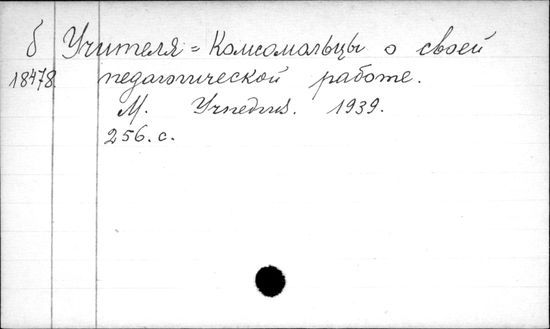 б Учителя = Комсомольцы о своей
18478 педагогической работе.
М. Учпедгиз. 1939.
256. с.